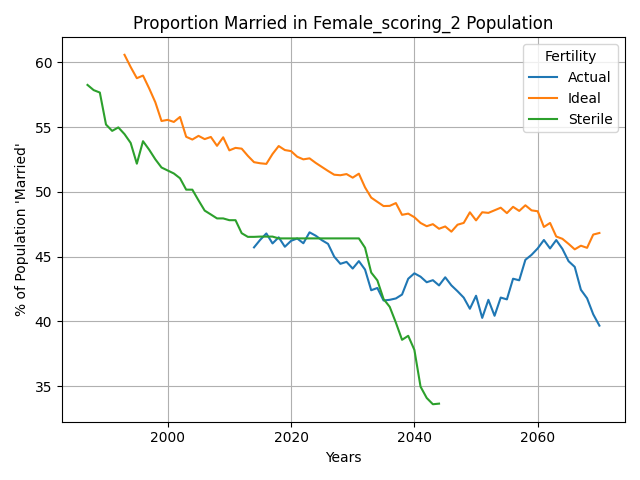 Proportion Married in Female_scoring_2 Population
Fertility
Actual
Ideal
Sterile
% of Population 'Married'
60
55
50
45
40
35
2000
2020
2040
2060
Years